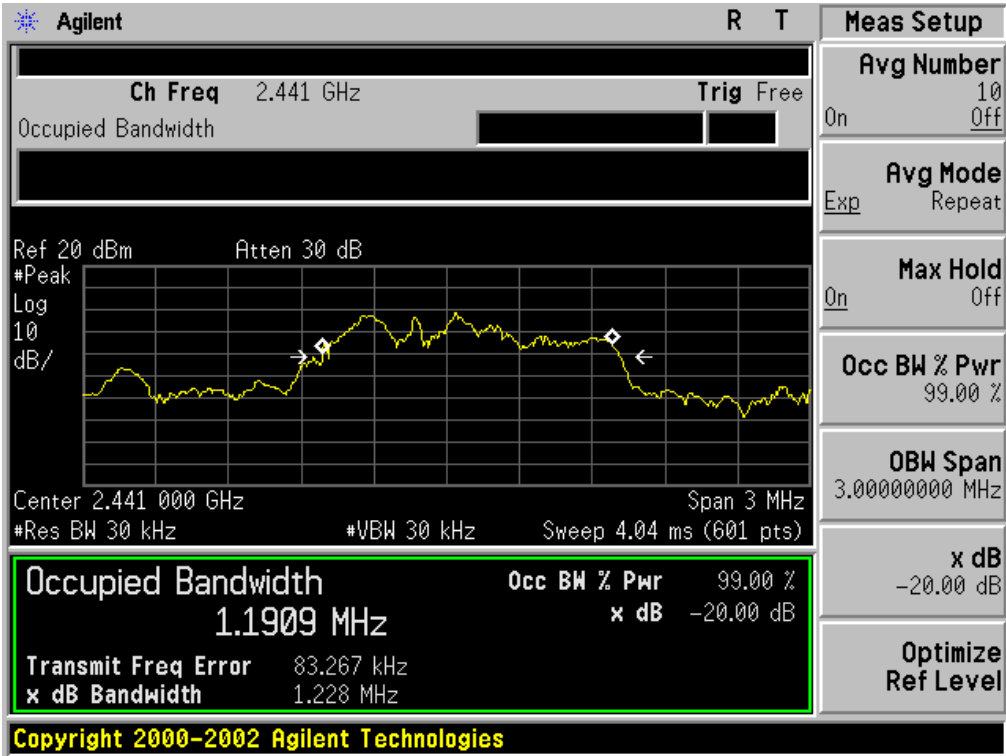 Agilent R T
Ch Freq 2.441 GHz Trig Free
Occupied Bandwidth
Ref 20 dBm Atten 30 dB
#Peak
Log
10
dB/
Center 2.441 000 GHz Span 3 MHz
#Res BW 30 kHz #VBW 30 kHz Sweep 4.04 ms (601 pts)
Occupied Bandwidth Occ BW % Pwr 99.00 %
1.1909 MHz x dB -20.00 dB
Transmit Freq Error 83.267 kHz
x dB Bandwidth 1.228 MHz
Copyright 2000-2002 Agilent Technologies
Meas Setup
Avg Number
10
On Off
Avg Mode
Exp Repeat
Max Hold
On Off
Occ BW % Pwr
99.00 %
OBW Span
3.00000000 MHz
x dB
-20.00 dB
Optimize
Ref Level